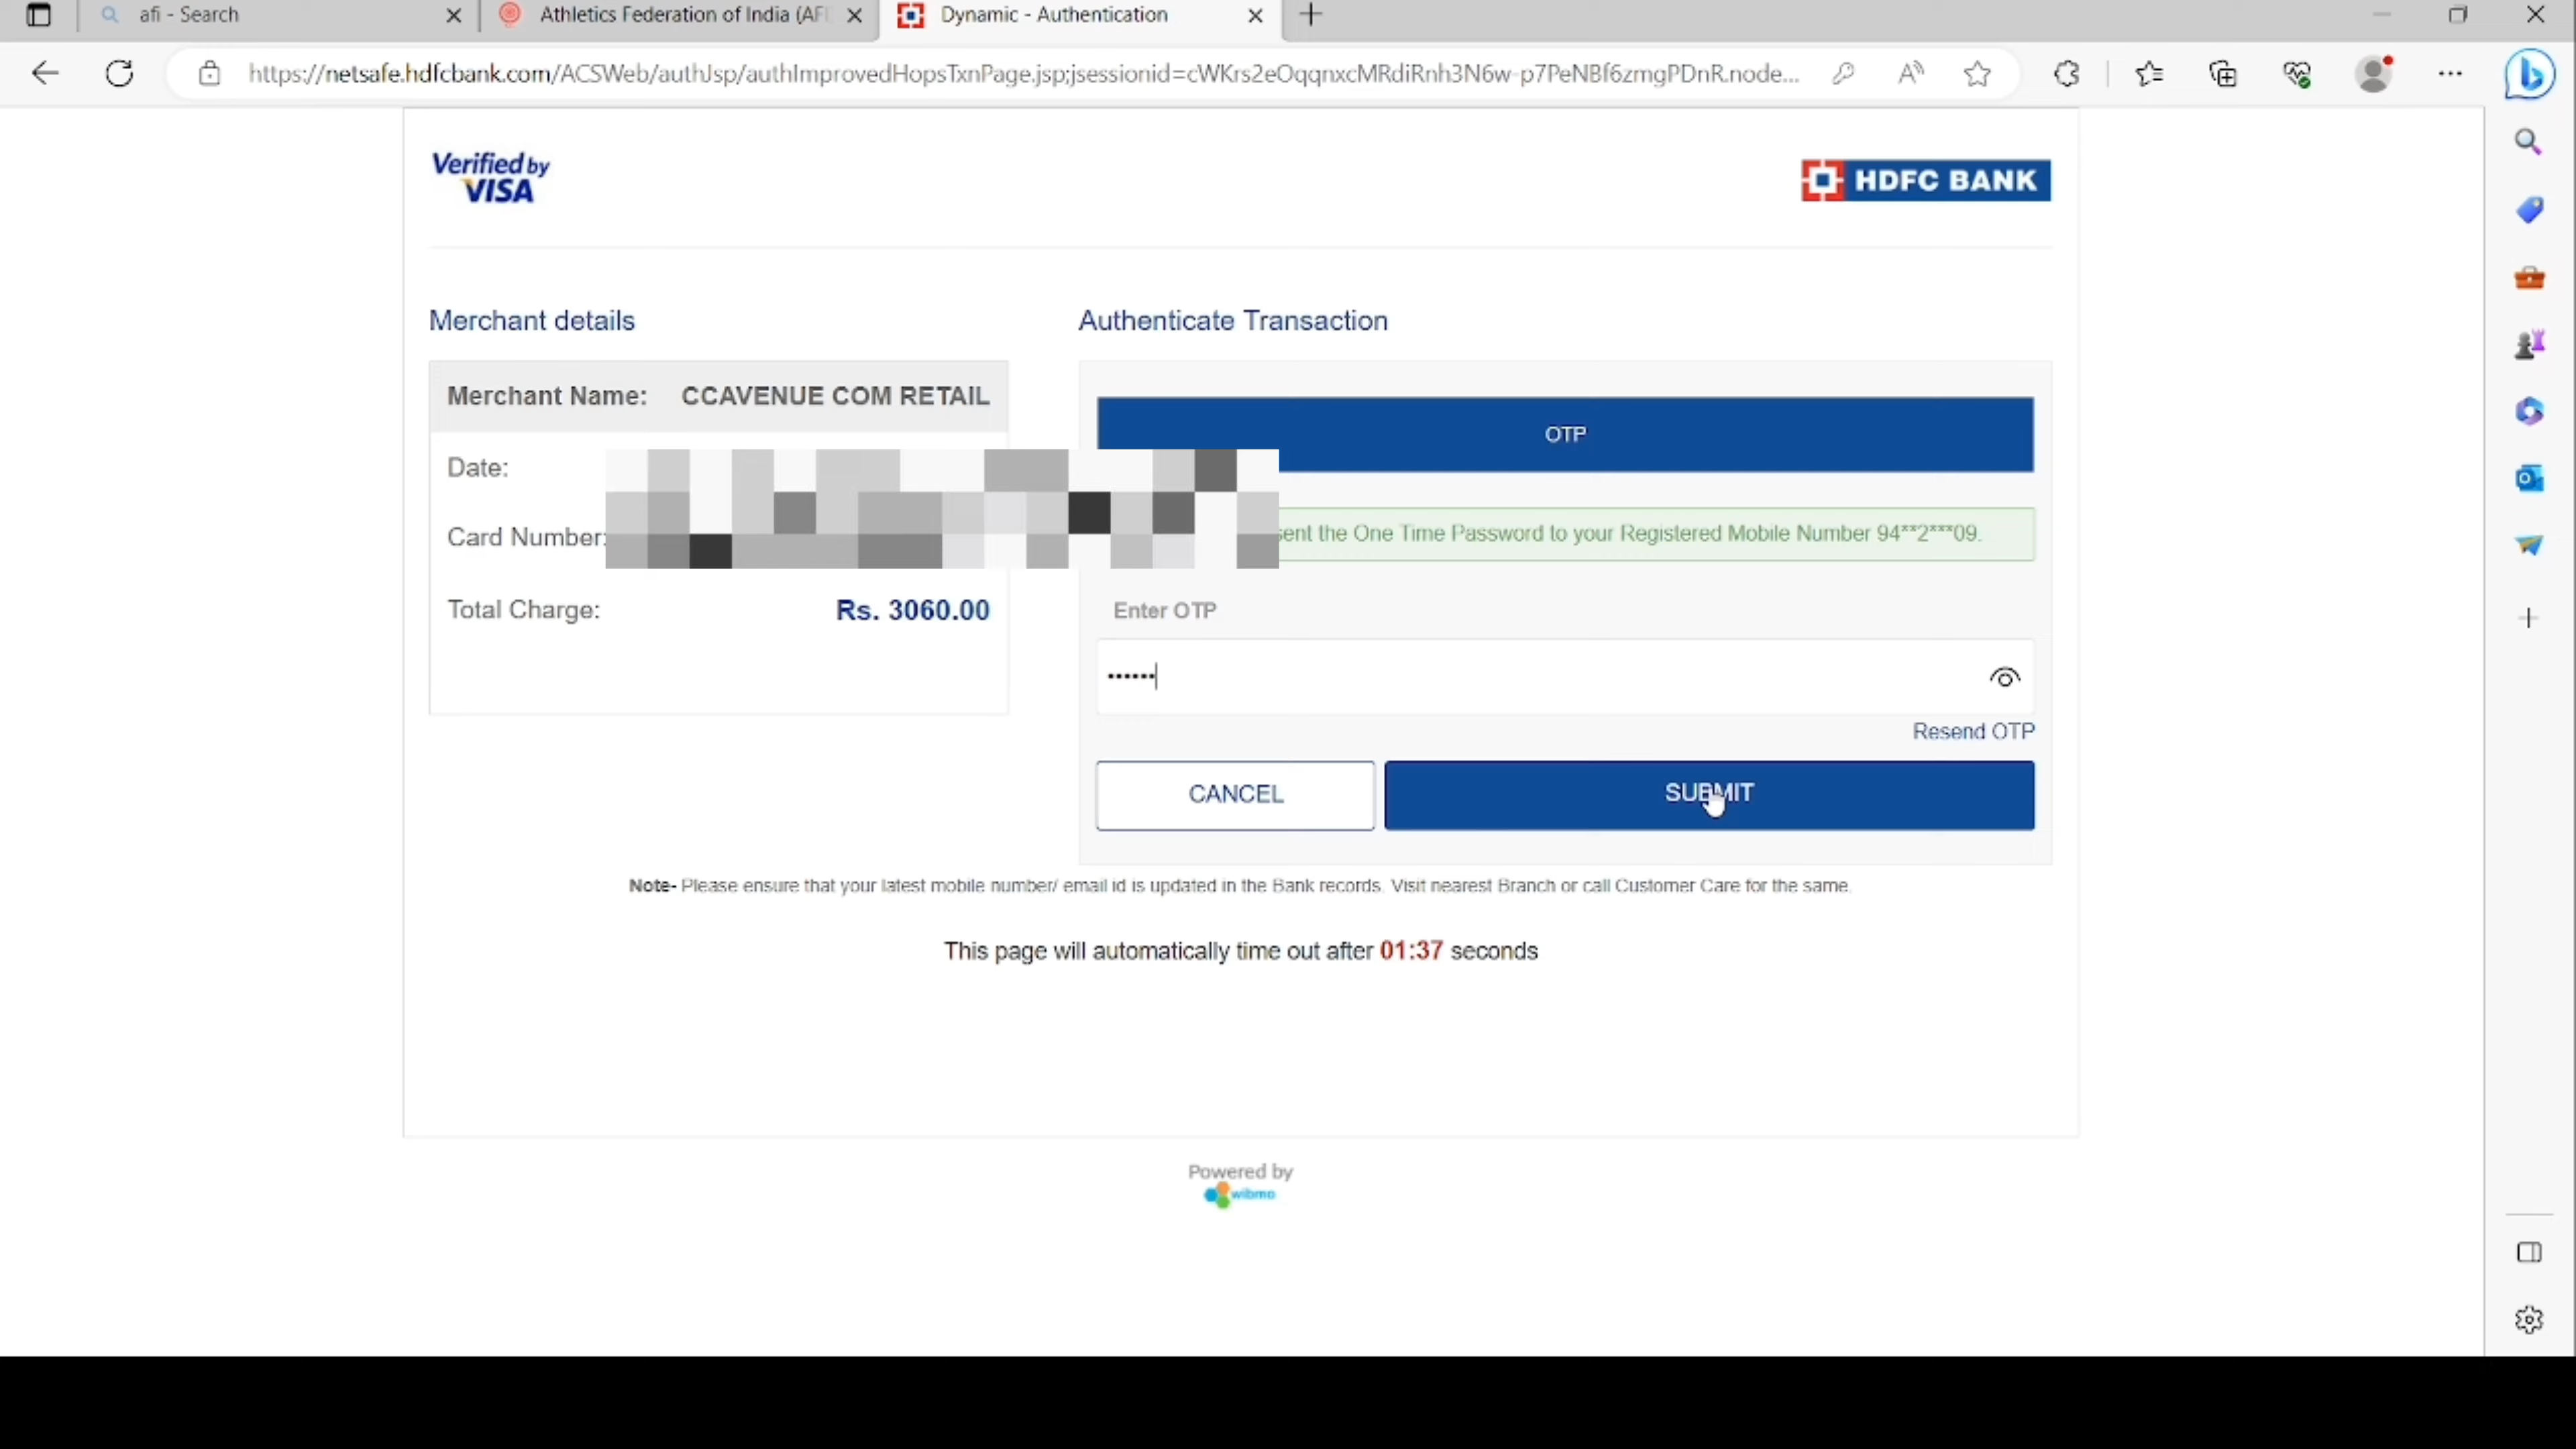 afi - Search
Athletics Federation of India (AFI
Dynamic - Authentication
https://netsafe.hdfcbank.com/ACSWeb/authJsp/authImprovedHopsTxnPage.jsp;jsessionid=cWKrs2eOqqnxcMRdiRnh3N6w-p7PeNBf6zmgPDnR.node...
Verified by
VISA
HDFC BANK
Merchant details
Authenticate Transaction
Merchant Name: CCAVENUE COM RETAIL
OTP
Date:
Card Number:
sent the One Time Password to your Registered Mobile Number 94**2***09.
Total Charge: Rs. 3060.00
Enter OTP
••••••
Resend OTP
CANCEL
SUBMIT
Note- Please ensure that your latest mobile number/ email id is updated in the Bank records. Visit nearest Branch or call Customer Care for the same.
This page will automatically time out after 01:37 seconds
Powered by
wibmo